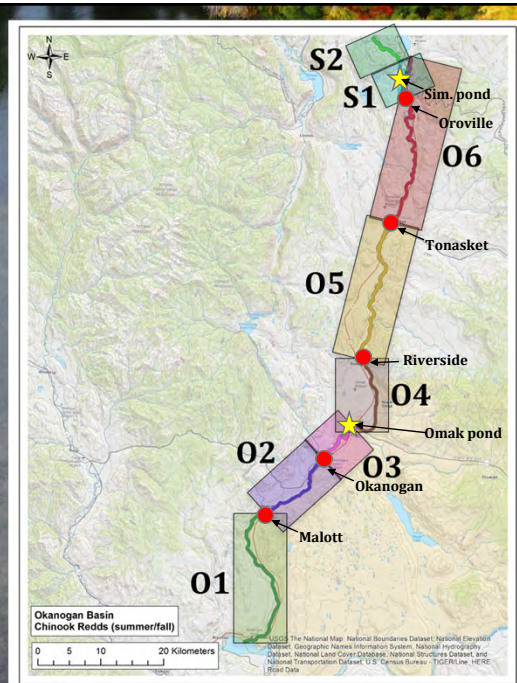 N
W
E
S
S2
Sim. pond
S1
Oroville
O6
Tonasket
O5
Riverside
O4
Omak pond
O2
O3
Okanogan
Malott
O1
Okanogan Basin
Chinook Redds (summer/fall)
0 5 10 20 Kilometers
USGS The National Map: National Boundaries Dataset, National Elevation
Dataset, Geographic Names Information System, National Hydrography
Dataset, National Land Cover Database, National Structures Dataset, and
National Transportation Dataset; U.S. Census Bureau - TIGER/Line; HERE
Road Data